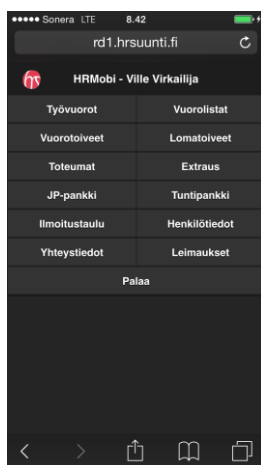 Sonera LTE 8.42
rd1.hrsuunti.fi
hrs HRMobi - Ville Virkailija
Työvuorot Vuorolistat
Vuorotoiveet Lomatoiveet
Toteumat Extraus
JP-pankki Tuntipankki
Ilmoitustaulu Henkilötiedot
Yhteystiedot Leimaukset
Palaa